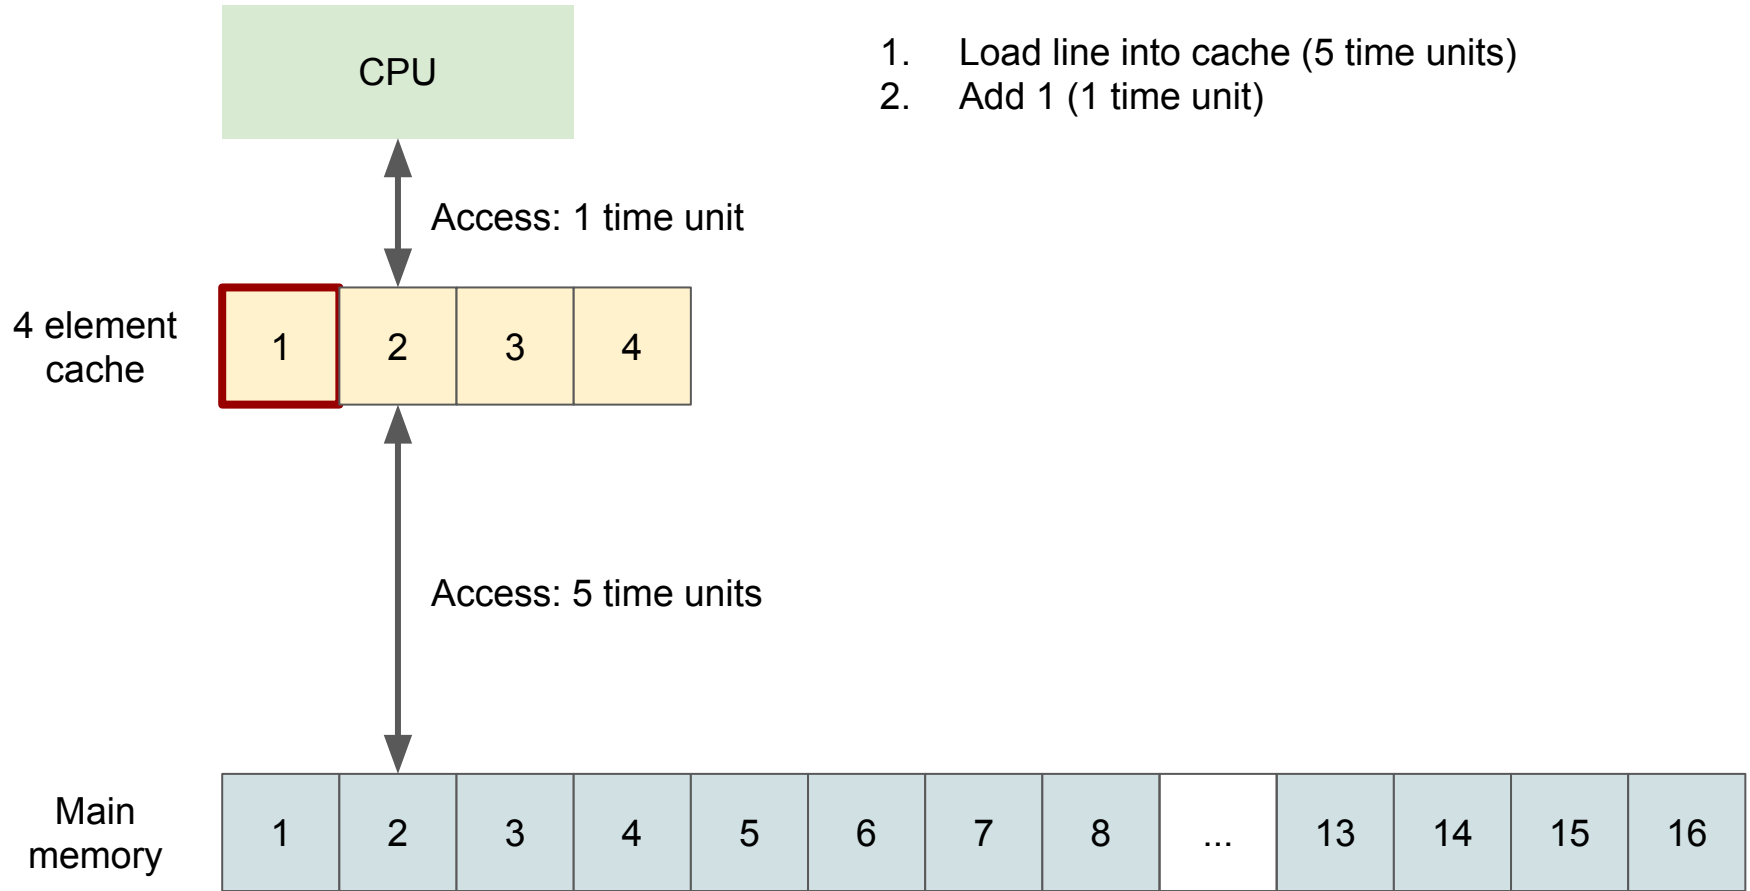 CPU
1. Load line into cache (5 time units)
2. Add 1 (1 time unit)
Access: 1 time unit
4 element
cache
1 2 3 4
Access: 5 time units
Main
memory
1 2 3 4 5 6 7 8 ... 13 14 15 16